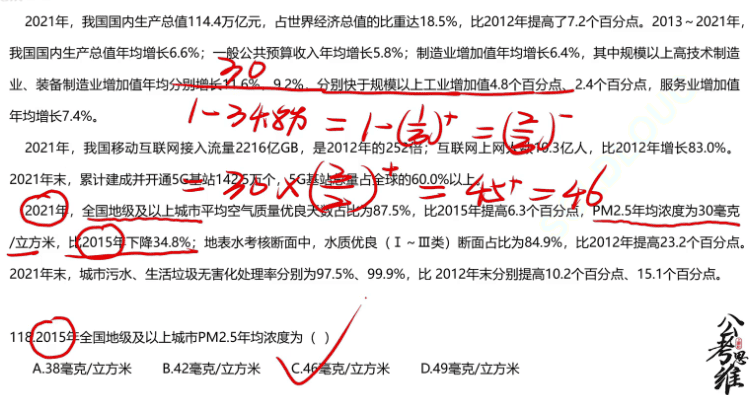 2021年，我国国内生产总值114.4万亿元，占世界经济总值的比重达18.5%，比2012年提高了7.2个百分点。2013～2021年，
我国国内生产总值年均增长6.6%；一般公共预算收入年均增长5.8%；制造业增加值年均增长6.4%，其中规模以上高技术制造
30
业、装备制造业增加值年均分别增长11.6%、9.2%，分别快于规模以上工业增加值4.8个百分点、2.4个百分点，服务业增加值
年均增长7.4%。
1-34.8% = 1-(1/3)+ = (2/3)-
2021年，我国移动互联网接入流量2216亿GB，是2012年的252倍；互联网上网人数10.3亿人，比2012年增长83.0%。
2021年末，累计建成并开通5G基站142.5万个，5G基站总量占全球的60.0%以上
= 30×(3/2)+ = 45+ = 46
2021年，全国地级及以上城市平均空气质量优良天数占比为87.5%，比2015年提高6.3个百分点，PM2.5年均浓度为30毫克
/立方米，比2015年下降34.8%；地表水考核断面中，水质优良（Ⅰ～Ⅲ类）断面占比为84.9%，比2012年提高23.2个百分点。
2021年末，城市污水、生活垃圾无害化处理率分别为97.5%、99.9%，比 2012年末分别提高10.2个百分点、15.1个百分点。
118.2015年全国地级及以上城市PM2.5年均浓度为（ ）
A.38毫克/立方米 B.42毫克/立方米 C.46毫克/立方米 D.49毫克/立方米
公考思维